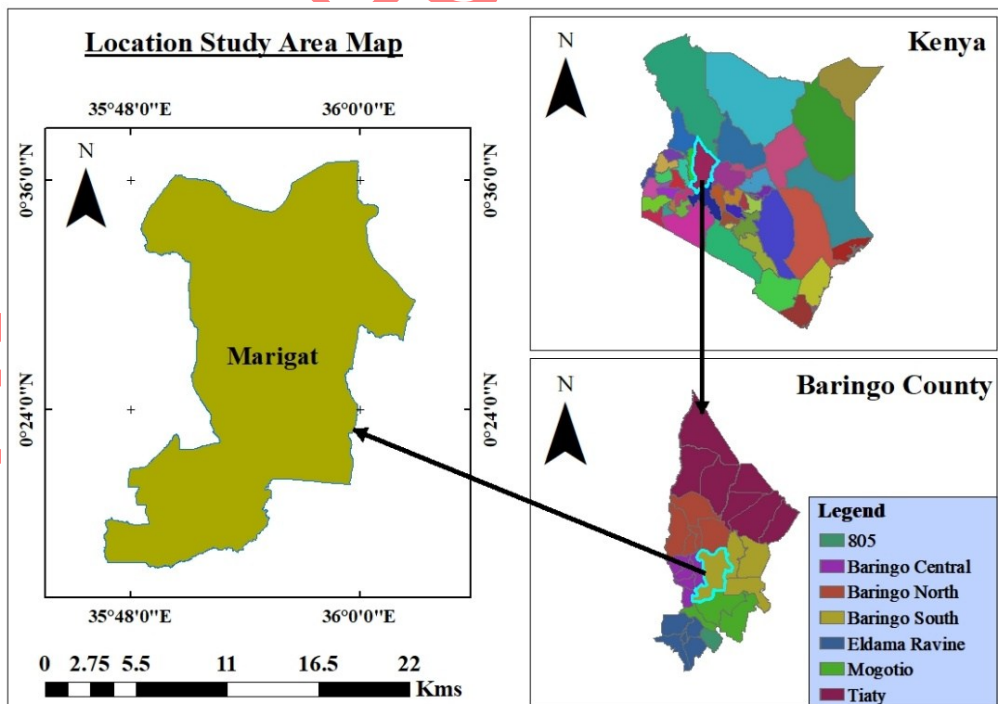 Location Study Area Map
35°48'0"E
36°0'0"E
N
0°36'0"N
0°36'0"N
Marigat
0°24'0"N
0°24'0"N
35°48'0"E
36°0'0"E
0 2.75 5.5 11 16.5 22
Kms
Kenya
N
Baringo County
N
Legend
805
Baringo Central
Baringo North
Baringo South
Eldama Ravine
Mogotio
Tiaty